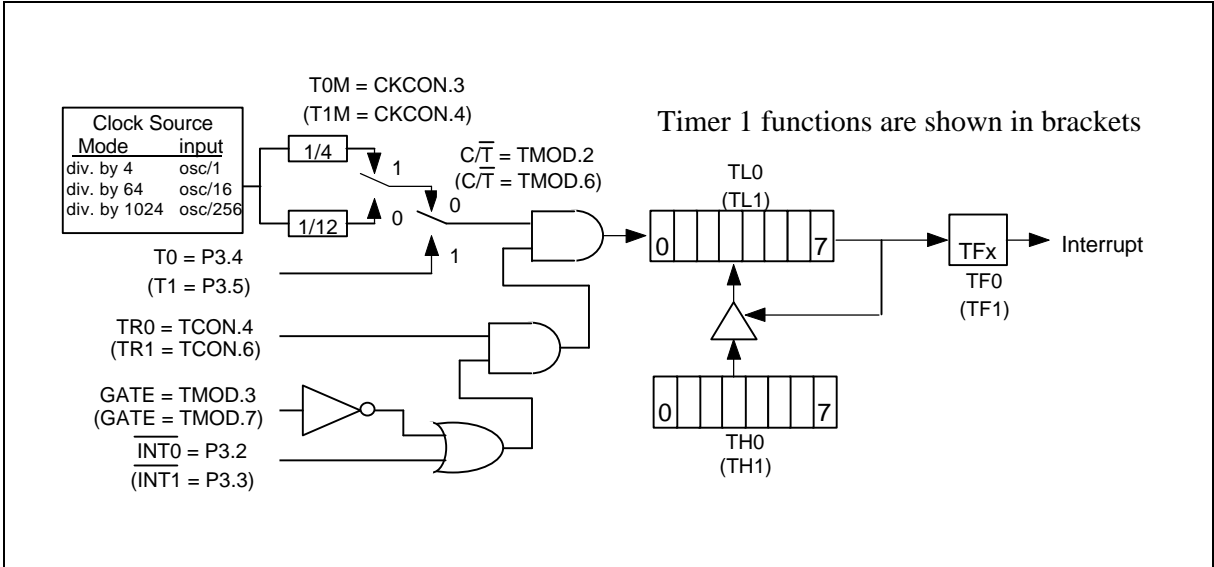 T0M = CKCON.3
(T1M = CKCON.4)
Timer 1 functions are shown in brackets
Clock Source
Mode input
div. by 4 osc/1
div. by 64 osc/16
div. by 1024 osc/256
1/4
1/12
1
0
C/T̅ = TMOD.2
(C/T̅ = TMOD.6)
0
1
T0 = P3.4
(T1 = P3.5)
TL0
(TL1)
0 7
TFx
Interrupt
TF0
(TF1)
TR0 = TCON.4
(TR1 = TCON.6)
GATE = TMOD.3
(GATE = TMOD.7)
I̅N̅T̅0̅ = P3.2
(I̅N̅T̅1̅ = P3.3)
0 7
TH0
(TH1)